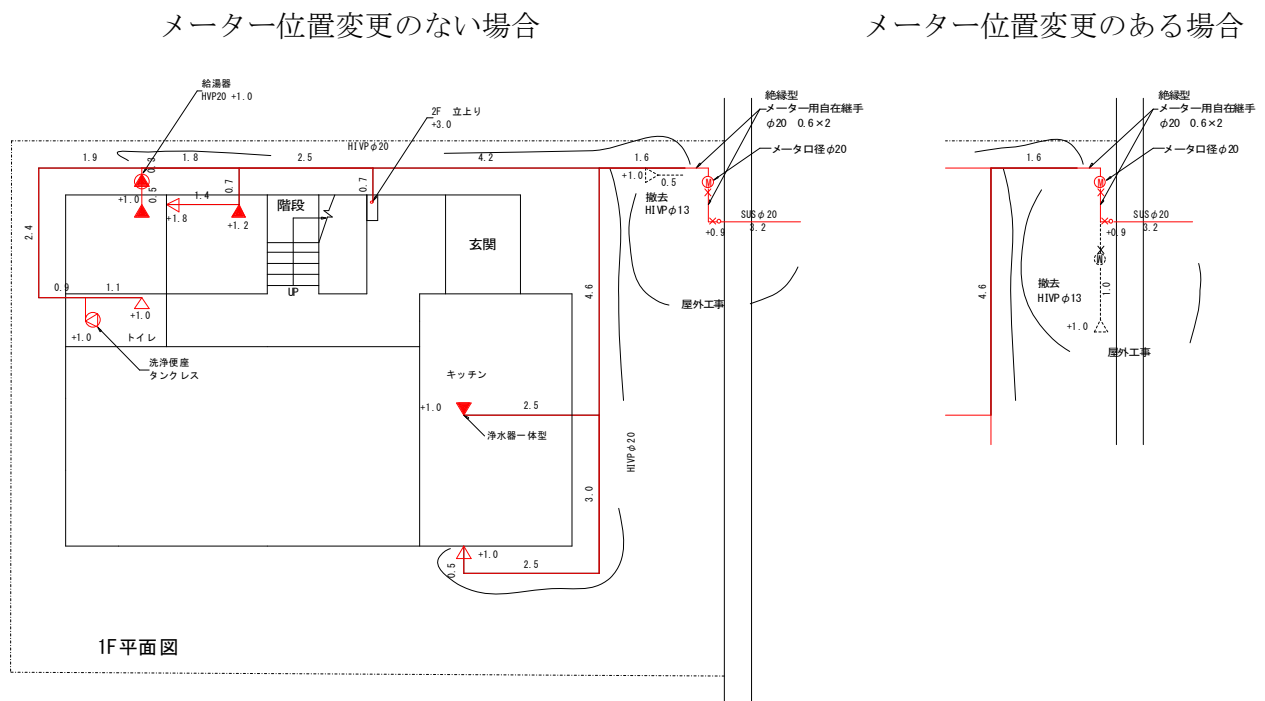 メーター位置変更のない場合
メーター位置変更のある場合
給湯器
HVP20 +1.0
2F 立上り
+3.0
絶縁型
メーター用自在継手
φ20 0.6×2
メータ口径φ20
HIVPφ20
1.9
0.3
1.8
2.5
4.2
1.6
+1.0
0.5
撤去
HIVPφ13
M
SUSφ20
3.2
+0.9
0.5
1.4
0.7
0.7
+1.0
+1.8
+1.2
階段
UP
玄関
2.4
4.6
屋外工事
0.9
1.1
+1.0
+1.0
トイレ
洗浄便座
タンクレス
キッチン
+1.0
2.5
浄水器一体型
HIVPφ20
3.0
+1.0
0.5
2.5
1F平面図
絶縁型
メーター用自在継手
φ20 0.6×2
メータ口径φ20
1.6
M
SUSφ20
3.2
+0.9
M
4.6
撤去
HIVPφ13
1.0
+1.0
屋外工事